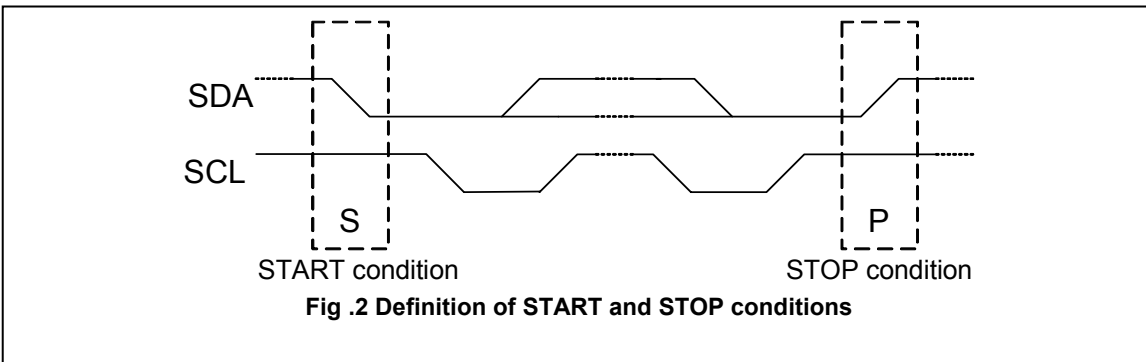 SDA
SCL
S P
START condition STOP condition
Fig .2 Definition of START and STOP conditions